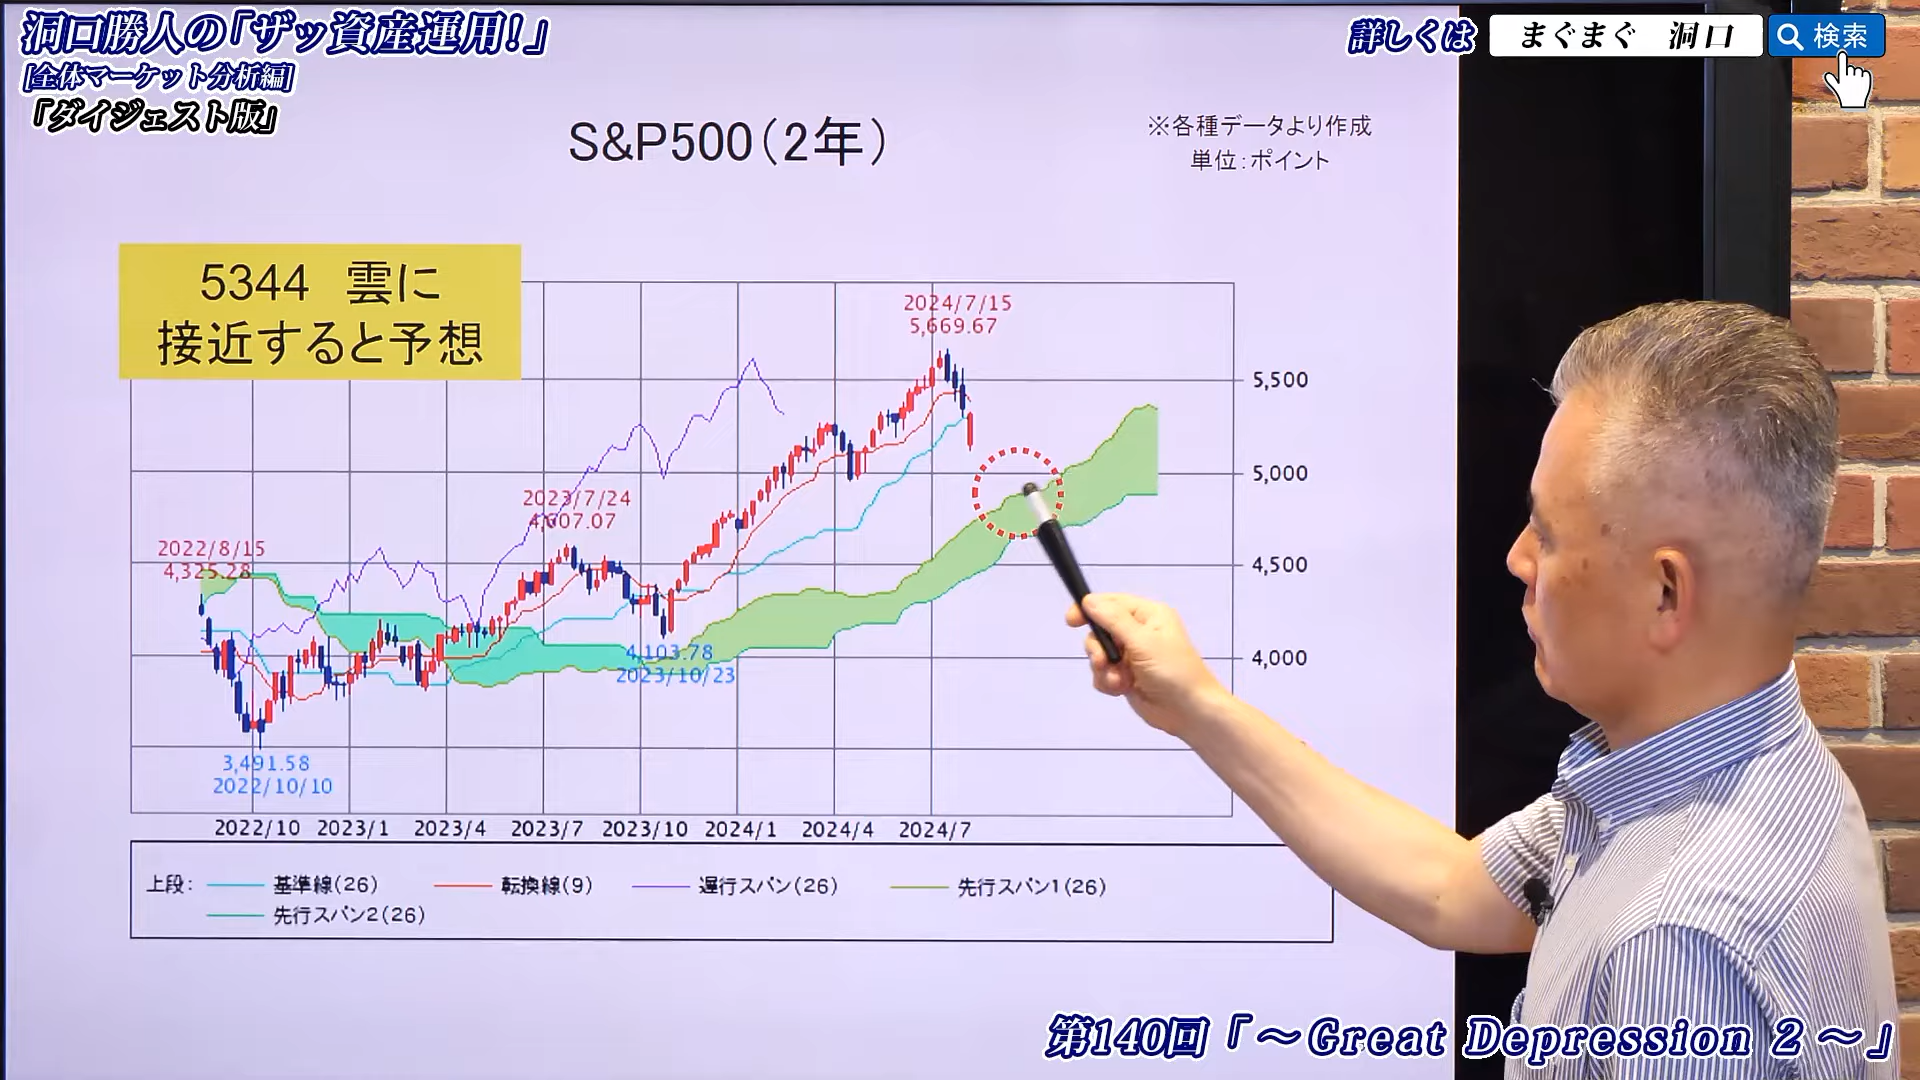 洞口勝人の「ザッ資産運用!」
[全体マーケット分析編]
「ダイジェスト版」
詳しくは
まぐまぐ 洞口
検索
S&P500(2年)
※各種データより作成
単位:ポイント
5344 雲に
接近すると予想
2024/7/15
5,669.67
2023/7/24
4,607.07
2022/8/15
4,325.28
4,103.78
2023/10/23
3,491.58
2022/10/10
5,500
5,000
4,500
4,000
2022/10 2023/1 2023/4 2023/7 2023/10 2024/1 2024/4 2024/7
上段: 基準線(26) 転換線(9) 遅行スパン(26) 先行スパン1(26)
先行スパン2(26)
第140回「~Great Depression 2~」